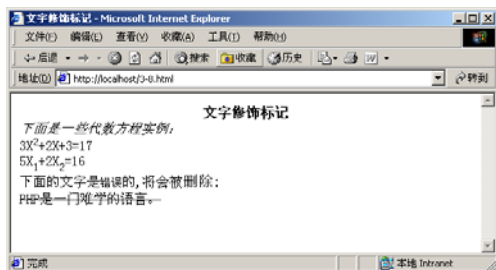 文字修饰标记 - Microsoft Internet Explorer
文件(F) 编辑(E) 查看(V) 收藏(A) 工具(T) 帮助(H)
后退 搜索 收藏 历史
地址(D) http://localhost/3-8.html 转到
文字修饰标记
下面是一些代数方程实例:
3X²+2X+3=17
5X₁+2X₂=16
下面的文字是错误的,将会被删除:
PHP是一门难学的语言。
完成 本地 Intranet